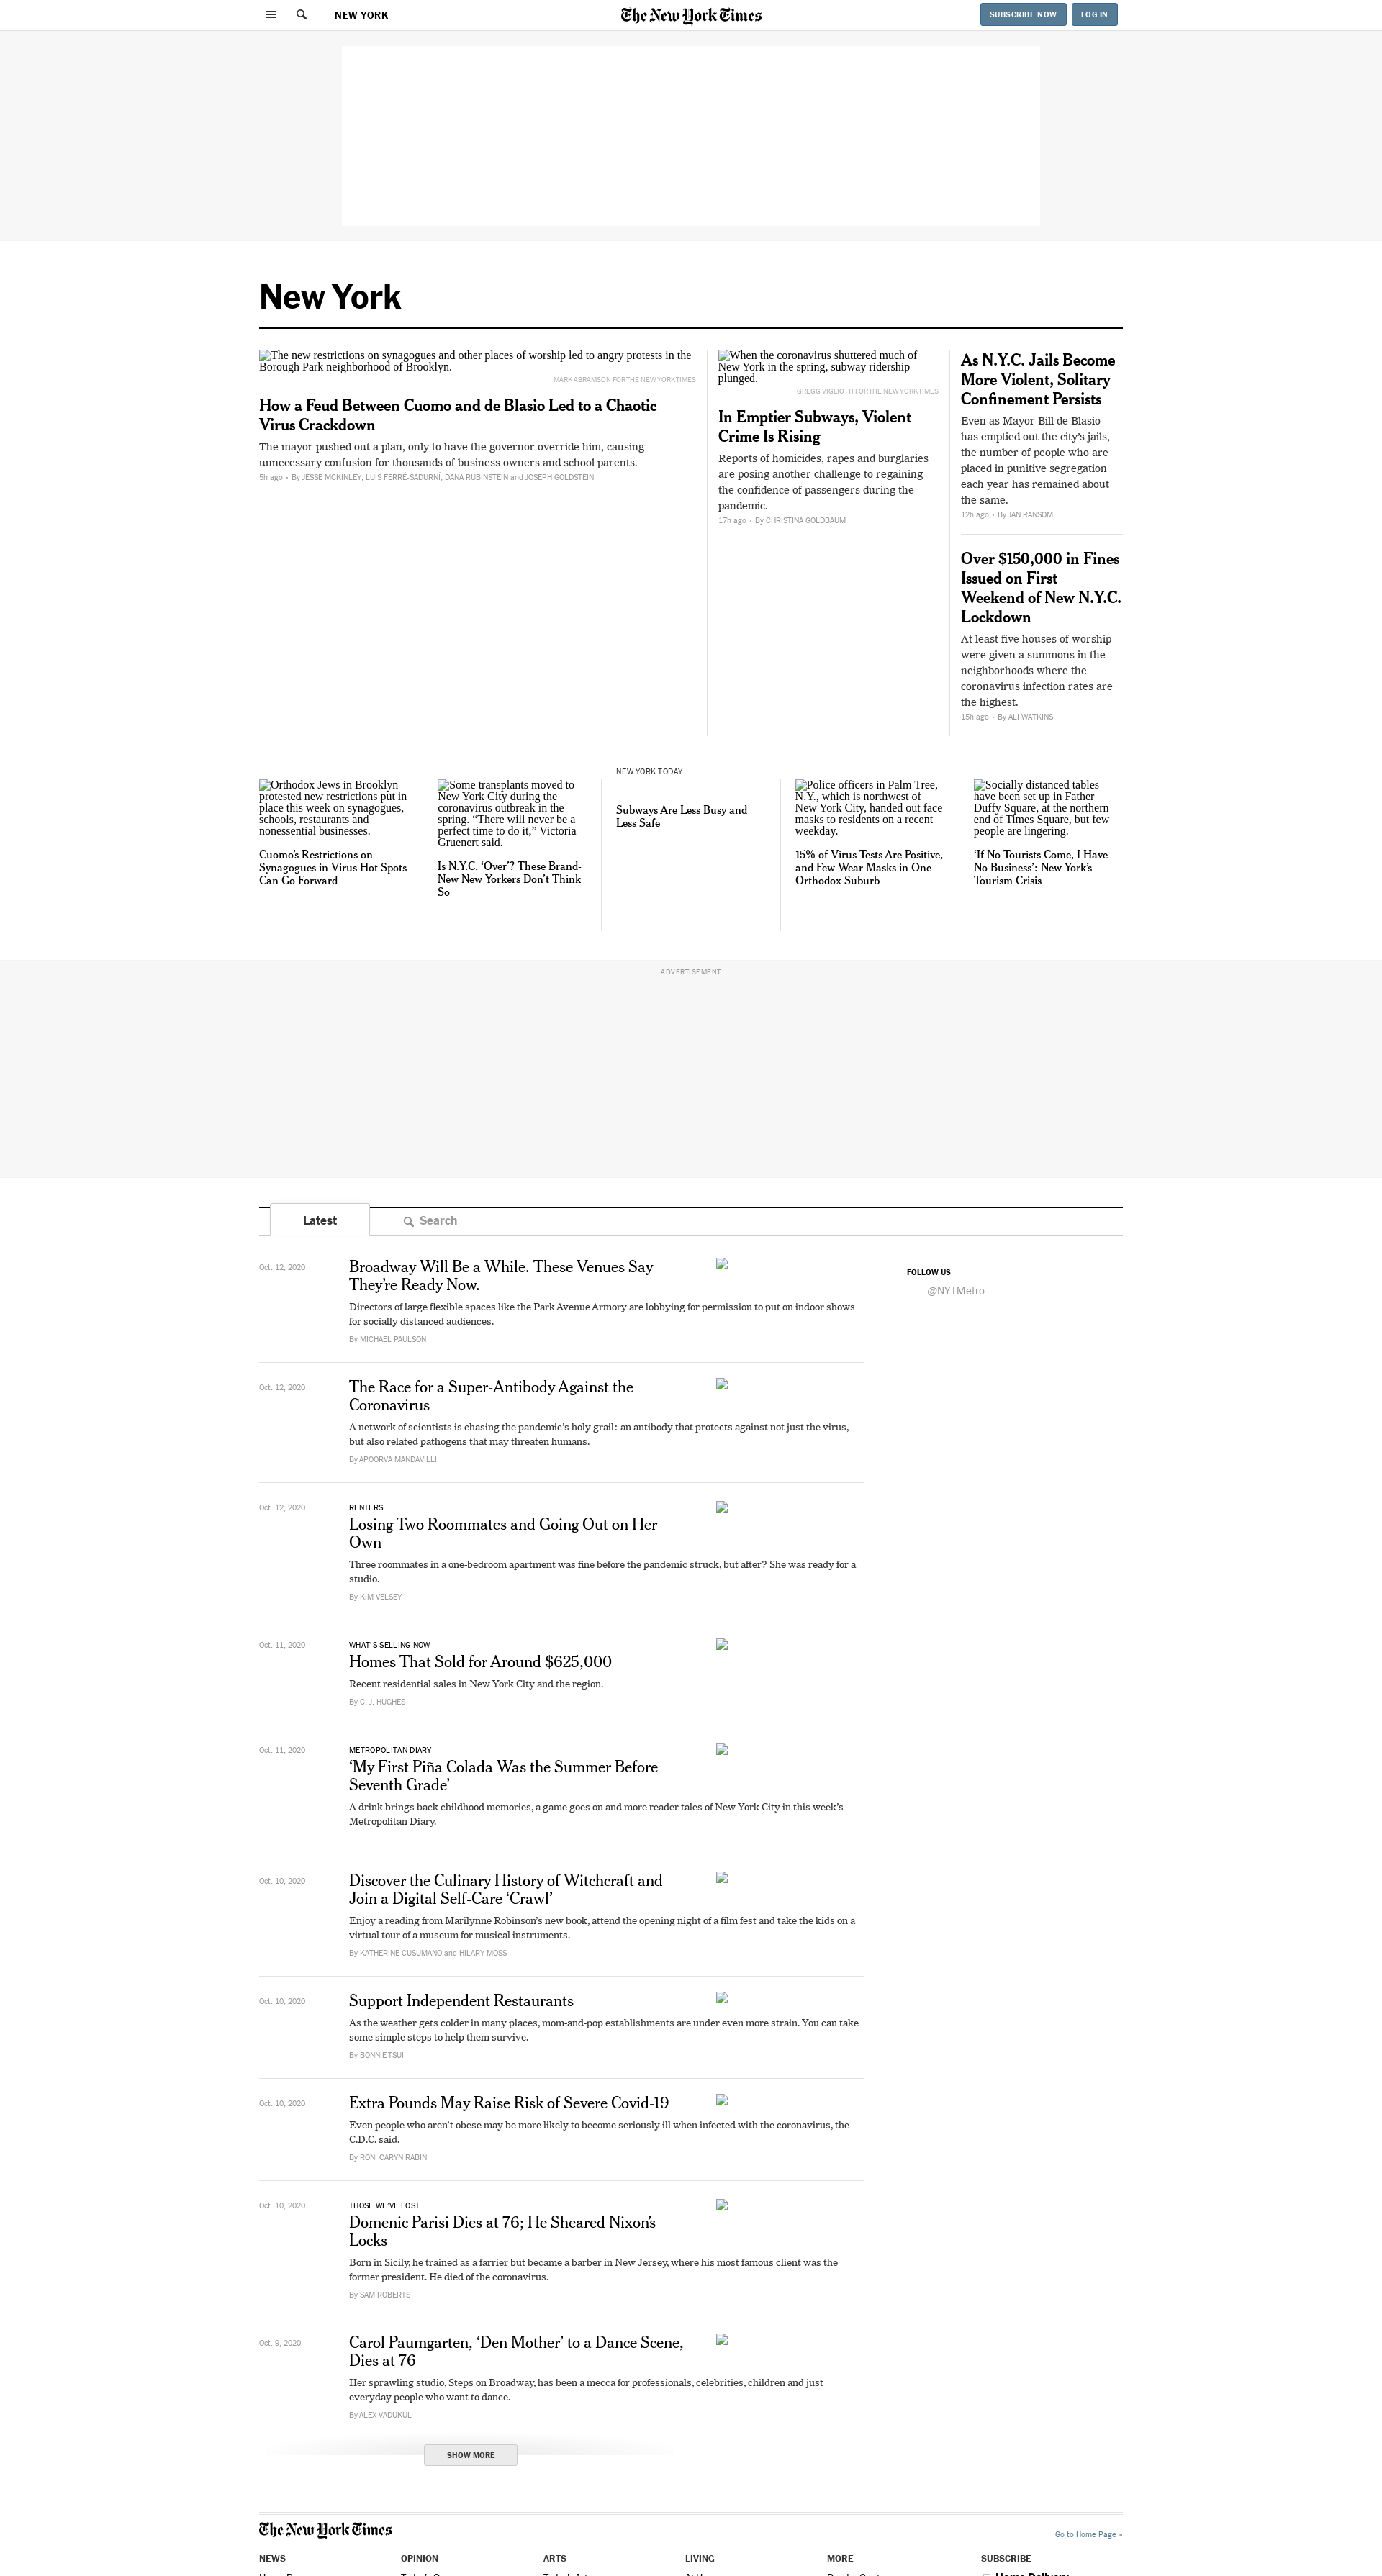 NEW YORK
The New York Times
SUBSCRIBE NOW
LOG IN
New York
The new restrictions on synagogues and other places of worship led to angry protests in the
Borough Park neighborhood of Brooklyn.
MARK ABRAMSON FOR THE NEW YORK TIMES
How a Feud Between Cuomo and de Blasio Led to a Chaotic
Virus Crackdown
The mayor pushed out a plan, only to have the governor override him, causing
unnecessary confusion for thousands of business owners and school parents.
5h ago • By JESSE MCKINLEY, LUIS FERRÉ-SADURNÍ, DANA RUBINSTEIN and JOSEPH GOLDSTEIN
When the coronavirus shuttered much of
New York in the spring, subway ridership
plunged.
GREGG VIGLIOTTI FOR THE NEW YORK TIMES
In Emptier Subways, Violent
Crime Is Rising
Reports of homicides, rapes and burglaries
are posing another challenge to regaining
the confidence of passengers during the
pandemic.
17h ago • By CHRISTINA GOLDBAUM
As N.Y.C. Jails Become
More Violent, Solitary
Confinement Persists
Even as Mayor Bill de Blasio
has emptied out the city's jails,
the number of people who are
placed in punitive segregation
each year has remained about
the same.
12h ago • By JAN RANSOM
Over $150,000 in Fines
Issued on First
Weekend of New N.Y.C.
Lockdown
At least five houses of worship
were given a summons in the
neighborhoods where the
coronavirus infection rates are
the highest.
15h ago • By ALI WATKINS
Orthodox Jews in Brooklyn
protested new restrictions put in
place this week on synagogues,
schools, restaurants and
nonessential businesses.
Cuomo's Restrictions on
Synagogues in Virus Hot Spots
Can Go Forward
Some transplants moved to
New York City during the
coronavirus outbreak in the
spring. “There will never be a
perfect time to do it,” Victoria
Gruenert said.
Is N.Y.C. ‘Over’? These Brand-
New New Yorkers Don’t Think
So
NEW YORK TODAY
Subways Are Less Busy and
Less Safe
Police officers in Palm Tree,
N.Y., which is northwest of
New York City, handed out face
masks to residents on a recent
weekday.
15% of Virus Tests Are Positive,
and Few Wear Masks in One
Orthodox Suburb
Socially distanced tables
have been set up in Father
Duffy Square, at the northern
end of Times Square, but few
people are lingering.
‘If No Tourists Come, I Have
No Business’: New York’s
Tourism Crisis
ADVERTISEMENT
Latest
Search
Oct. 12, 2020
Broadway Will Be a While. These Venues Say
They’re Ready Now.
Directors of large flexible spaces like the Park Avenue Armory are lobbying for permission to put on indoor shows
for socially distanced audiences.
By MICHAEL PAULSON
FOLLOW US
@NYTMetro
Oct. 12, 2020
The Race for a Super-Antibody Against the
Coronavirus
A network of scientists is chasing the pandemic’s holy grail: an antibody that protects against not just the virus,
but also related pathogens that may threaten humans.
By APOORVA MANDAVILLI
Oct. 12, 2020
RENTERS
Losing Two Roommates and Going Out on Her
Own
Three roommates in a one-bedroom apartment was fine before the pandemic struck, but after? She was ready for a
studio.
By KIM VELSEY
Oct. 11, 2020
WHAT’S SELLING NOW
Homes That Sold for Around $625,000
Recent residential sales in New York City and the region.
By C. J. HUGHES
Oct. 11, 2020
METROPOLITAN DIARY
‘My First Piña Colada Was the Summer Before
Seventh Grade’
A drink brings back childhood memories, a game goes on and more reader tales of New York City in this week’s
Metropolitan Diary.
Oct. 10, 2020
Discover the Culinary History of Witchcraft and
Join a Digital Self-Care ‘Crawl’
Enjoy a reading from Marilynne Robinson’s new book, attend the opening night of a film fest and take the kids on a
virtual tour of a museum for musical instruments.
By KATHERINE CUSUMANO and HILARY MOSS
Oct. 10, 2020
Support Independent Restaurants
As the weather gets colder in many places, mom-and-pop establishments are under even more strain. You can take
some simple steps to help them survive.
By BONNIE TSUI
Oct. 10, 2020
Extra Pounds May Raise Risk of Severe Covid-19
Even people who aren’t obese may be more likely to become seriously ill when infected with the coronavirus, the
C.D.C. said.
By RONI CARYN RABIN
Oct. 10, 2020
THOSE WE’VE LOST
Domenic Parisi Dies at 76; He Sheared Nixon’s
Locks
Born in Sicily, he trained as a farrier but became a barber in New Jersey, where his most famous client was the
former president. He died of the coronavirus.
By SAM ROBERTS
Oct. 9, 2020
Carol Paumgarten, ‘Den Mother’ to a Dance Scene,
Dies at 76
Her sprawling studio, Steps on Broadway, has been a mecca for professionals, celebrities, children and just
everyday people who want to dance.
By ALEX VADUKUL
SHOW MORE
The New York Times
Go to Home Page »
NEWS
OPINION
ARTS
LIVING
MORE
SUBSCRIBE